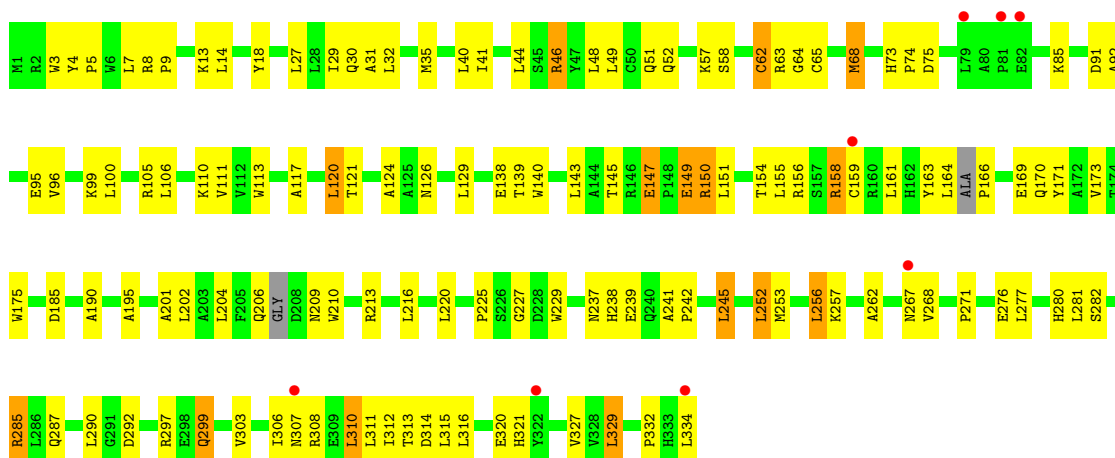 M1 R2 W3 Y4 P5 W6 L7 R8 P9 K13 L14 Y18 L27 L28 I29 Q30 A31 L32 M35 L40 I41 L44 S45 R46 Y47 L48 L49 C50 Q51 Q52 K57 S58 C62 R63 G64 C65 M68 H73 P74 D75 L79 A80 P81 E82 K85 D91 A92
E95 V96 K99 L100 R105 L106 K110 V111 V112 W113 A117 L120 T121 A124 A125 N126 L129 E138 T139 W140 L143 A144 T145 R146 E147 P148 E149 R150 L151 T154 L155 R156 S157 R158 C159 R160 L161 H162 Y163 L164 ALA P166 E169 Q170 Y171 A172 V173 T174
W175 D185 A190 A195 A201 L202 A203 L204 F205 Q206 GLY D208 N209 W210 R213 L216 L220 P225 S226 G227 D228 W229 N237 H238 E239 Q240 A241 P242 L245 L252 M253 L256 K257 A262 N267 V268 P271 E276 L277 H280 L281 S282
R285 L286 Q287 L290 G291 D292 R297 E298 Q299 V303 I306 N307 R308 E309 L310 L311 I312 T313 D314 L315 L316 E320 H321 Y322 V327 V328 L329 P332 H333 L334